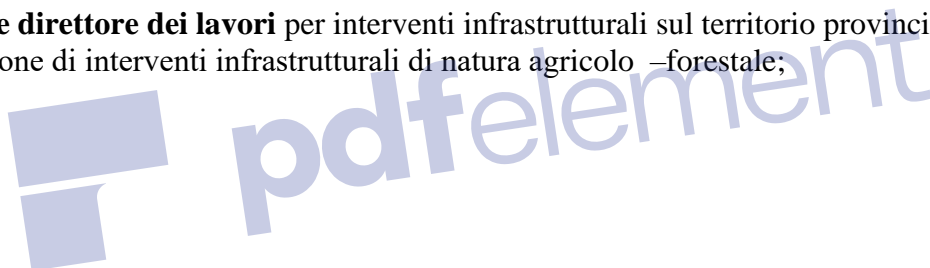 e direttore dei lavori per interventi infrastrutturali sul territorio provinci
one di interventi infrastrutturali di natura agricolo –forestale;
pdfelement